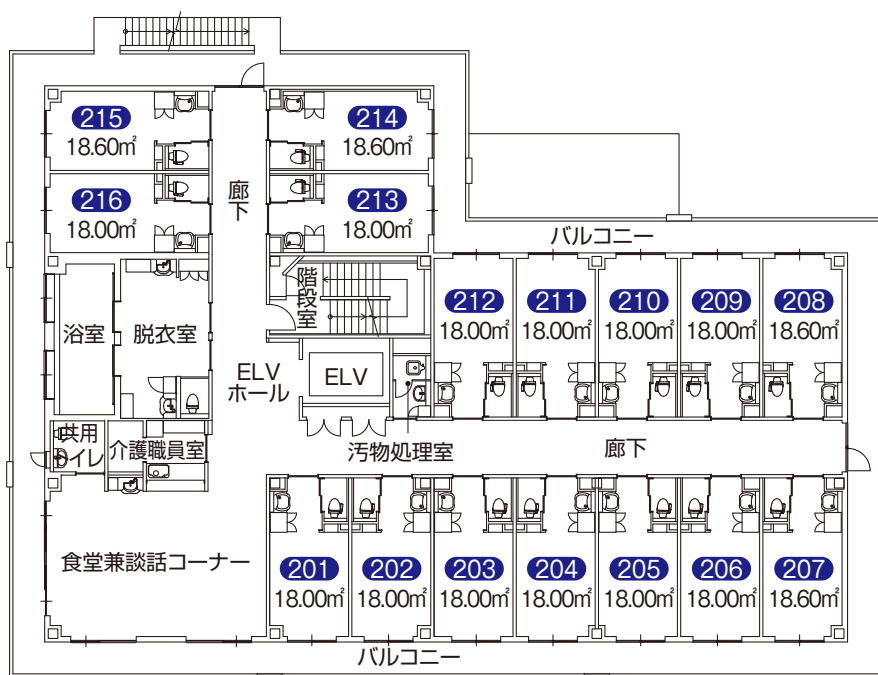 215
18.60㎡
214
18.60㎡
216
18.00㎡
廊下
213
18.00㎡
バルコニー
階段室
212
18.00㎡
211
18.00㎡
210
18.00㎡
209
18.00㎡
208
18.60㎡
浴室
脱衣室
ELV
ホール
ELV
共用
トイレ
介護職員室
汚物処理室
廊下
食堂兼談話コーナー
201
18.00㎡
202
18.00㎡
203
18.00㎡
204
18.00㎡
205
18.00㎡
206
18.00㎡
207
18.60㎡
バルコニー